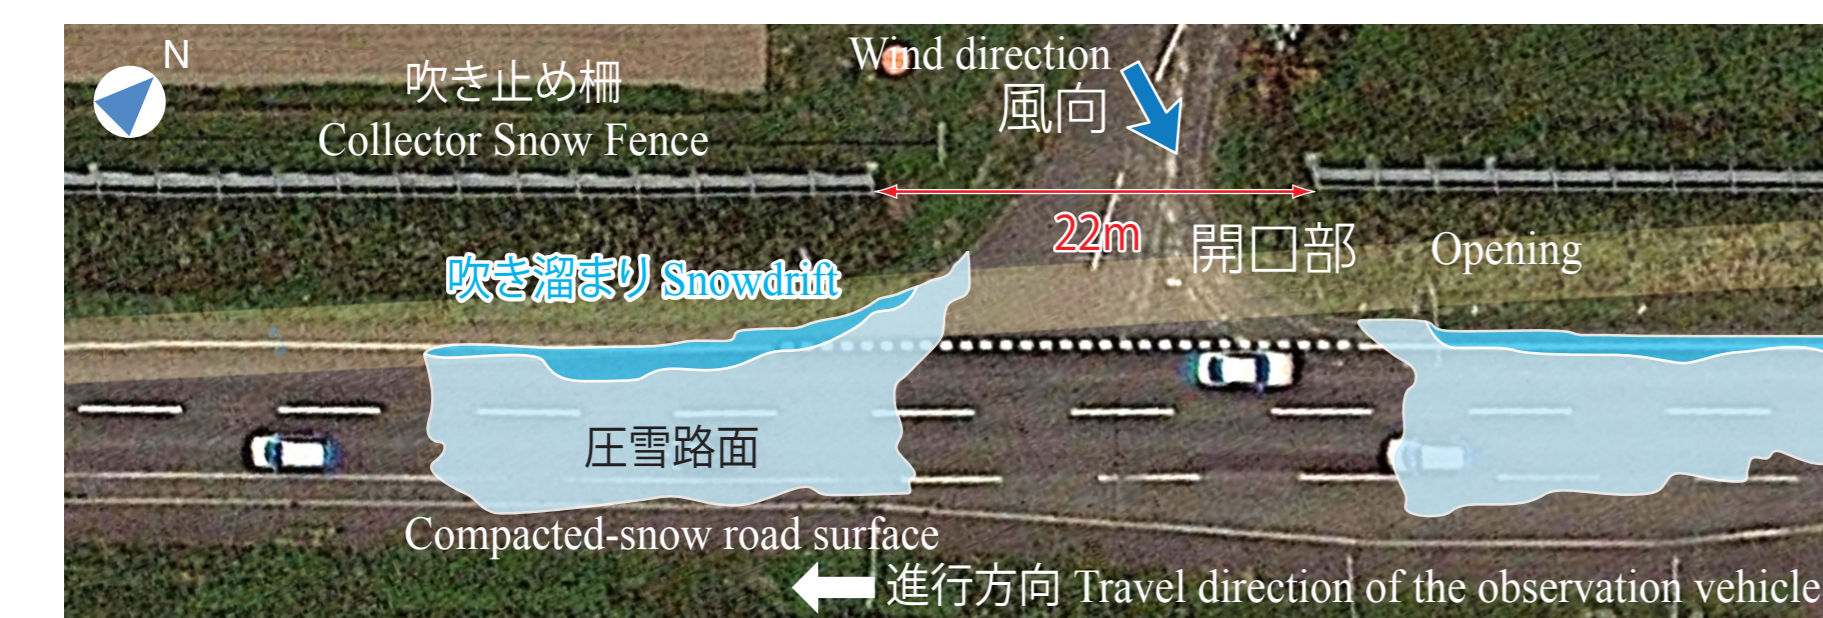 N
吹き止め柵
Collector Snow Fence
Wind direction
風向
22m
開口部 Opening
吹き溜まり Snowdrift
圧雪路面
Compacted-snow road surface
進行方向 Travel direction of the observation vehicle